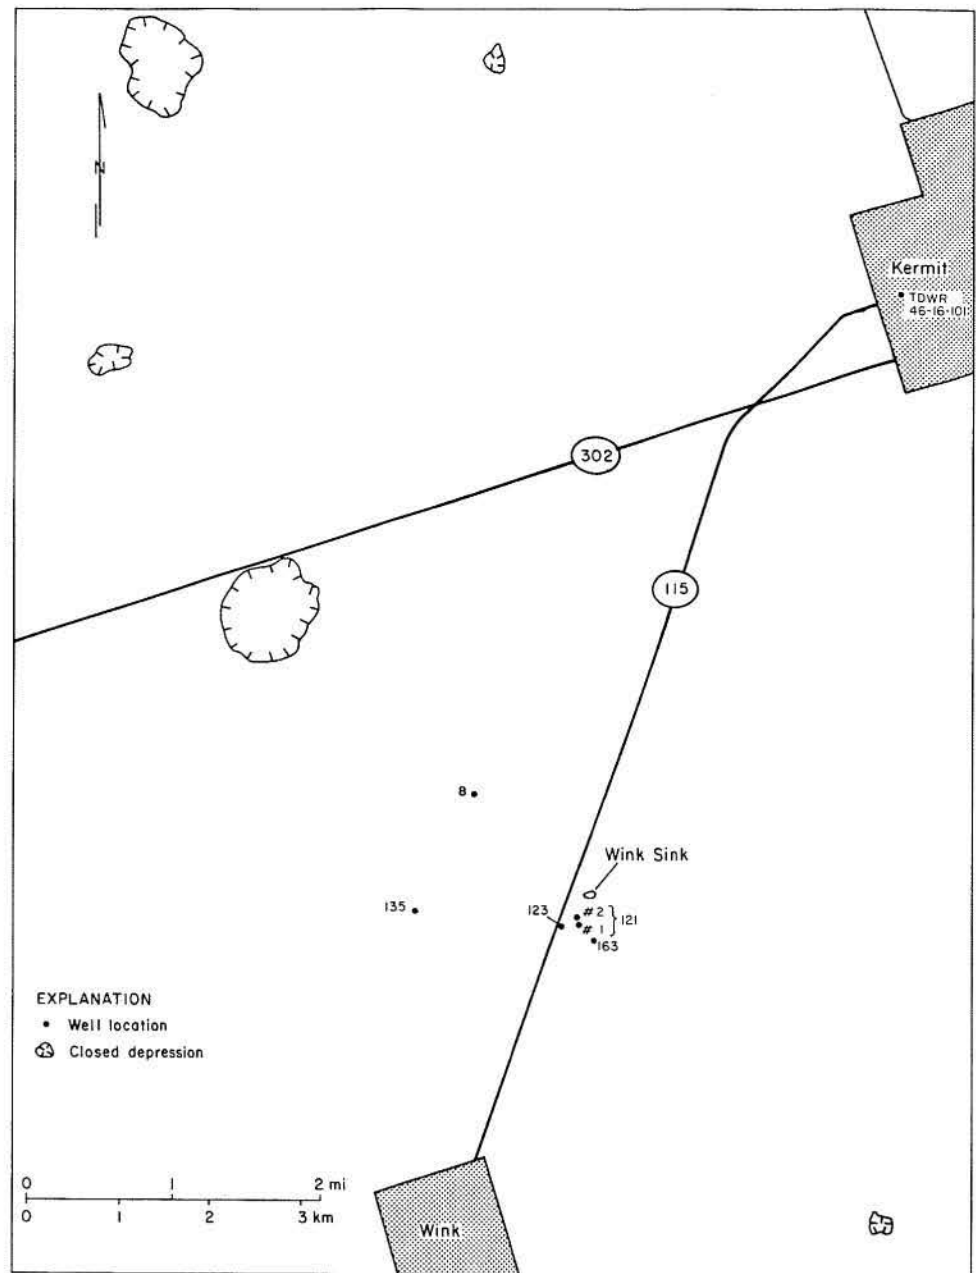 N
Kermit
TDWR
46-16-101
302
115
8
Wink Sink
135
123
#2
#1
121
163
EXPLANATION
Well location
Closed depression
0 1 2 mi
0 1 2 3 km
Wink